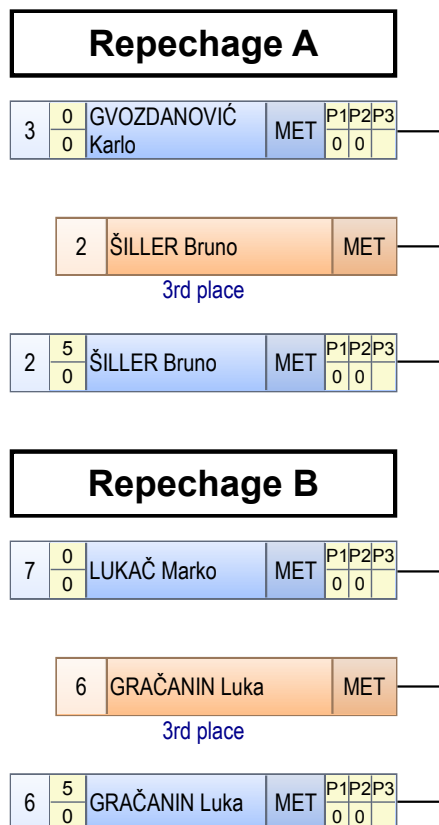 Repechage A
3 0 0 GVOZDANOVIĆ Karlo MET P1 P2 P3 0 0
2 ŠILLER Bruno MET
3rd place
2 5 0 ŠILLER Bruno MET P1 P2 P3 0 0
Repechage B
7 0 0 LUKAČ Marko MET P1 P2 P3 0 0
6 GRAČANIN Luka MET
3rd place
6 5 0 GRAČANIN Luka MET P1 P2 P3 0 0